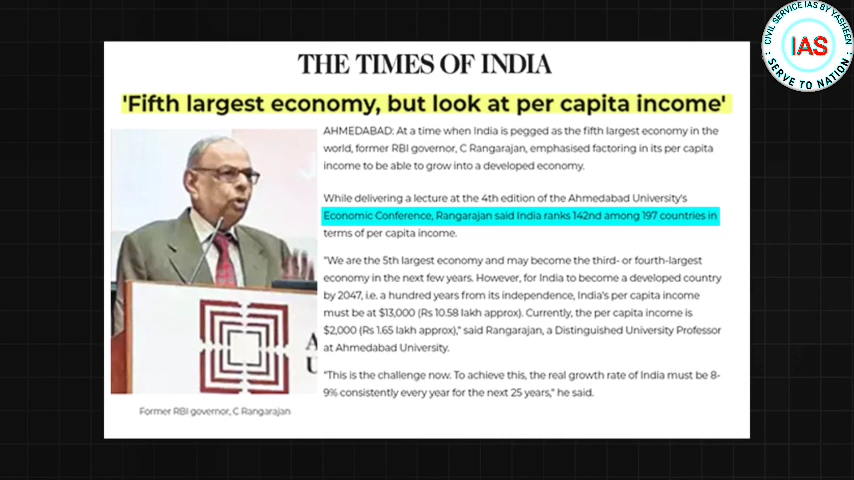 CIVIL SERVICE IAS BY YASHEEN
IAS
: SERVE TO NATION :
THE TIMES OF INDIA
'Fifth largest economy, but look at per capita income'
AHMEDABAD: At a time when India is pegged as the fifth largest economy in the
world, former RBI governor, C Rangarajan, emphasised factoring in its per capita
income to be able to grow into a developed economy.
While delivering a lecture at the 4th edition of the Ahmedabad University's
Economic Conference, Rangarajan said India ranks 142nd among 197 countries in
terms of per capita income.
"We are the 5th largest economy and may become the third- or fourth-largest
economy in the next few years. However, for India to become a developed country
by 2047, i.e. a hundred years from its independence, India's per capita income
must be at $13,000 (Rs 10.58 lakh approx). Currently, the per capita income is
$2,000 (Rs 1.65 lakh approx)," said Rangarajan, a Distinguished University Professor
at Ahmedabad University.
"This is the challenge now. To achieve this, the real growth rate of India must be 8-
9% consistently every year for the next 25 years," he said.
A
U
Former RBI governor, C Rangarajan